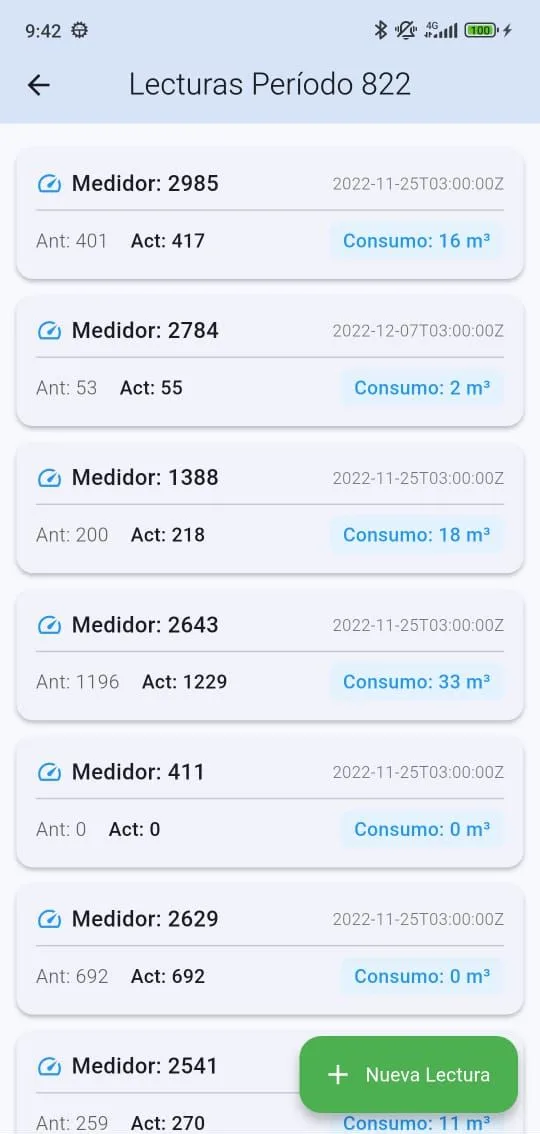 9:42 4G 100
Lecturas Período 822
Medidor: 2985 2022-11-25T03:00:00Z
Ant: 401 Act: 417 Consumo: 16 m³
Medidor: 2784 2022-12-07T03:00:00Z
Ant: 53 Act: 55 Consumo: 2 m³
Medidor: 1388 2022-11-25T03:00:00Z
Ant: 200 Act: 218 Consumo: 18 m³
Medidor: 2643 2022-11-25T03:00:00Z
Ant: 1196 Act: 1229 Consumo: 33 m³
Medidor: 411 2022-11-25T03:00:00Z
Ant: 0 Act: 0 Consumo: 0 m³
Medidor: 2629 2022-11-25T03:00:00Z
Ant: 692 Act: 692 Consumo: 0 m³
Medidor: 2541
Nueva Lectura
Ant: 259 Act: 270 Consumo: 11 m³